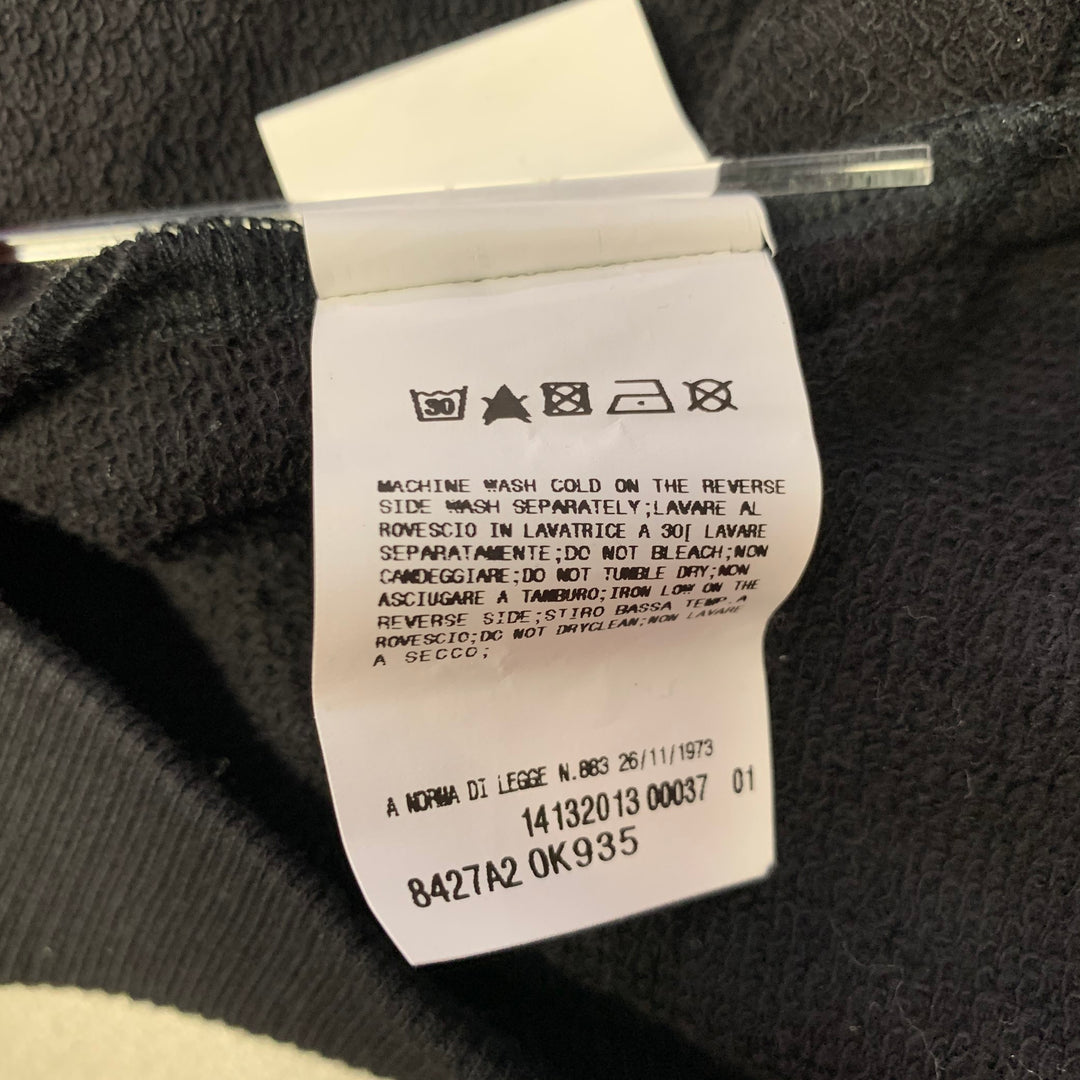 30
MACHINE WASH COLD ON THE REVERSE
SIDE WASH SEPARATELY;LAVARE AL
ROVESCIO IN LAVATRICE A 30[ LAVARE
SEPARATAMENTE;DO NOT BLEACH;NON
CANDEGGIARE;DO NOT TUMBLE DRY;NON
ASCIUGARE A TAMBURO;IRON LOW ON THE
REVERSE SIDE;STIRO BASSA TEMP.A
ROVESCIO;DO NOT DRYCLEAN;NON LAVARE
A SECCO;
A NORMA DI LEGGE N.883 26/11/1973
14132013 00037 01
8427A2 0K935